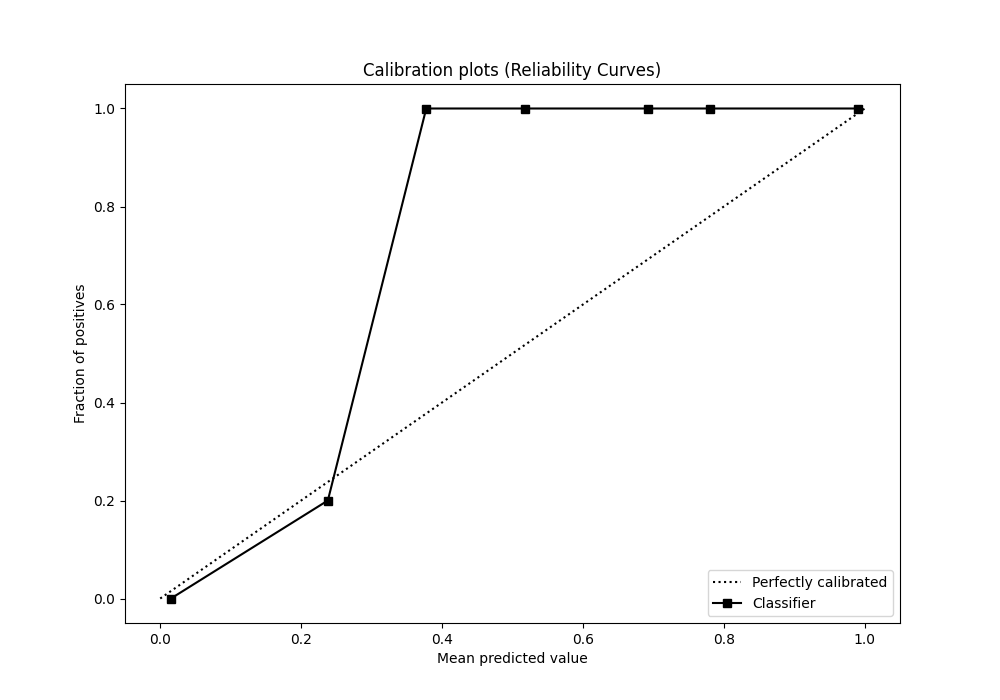 Calibration plots (Reliability Curves)
Fraction of positives
1.0
0.8
0.6
0.4
0.2
0.0
0.0 0.2 0.4 0.6 0.8 1.0
Mean predicted value
Perfectly calibrated
Classifier